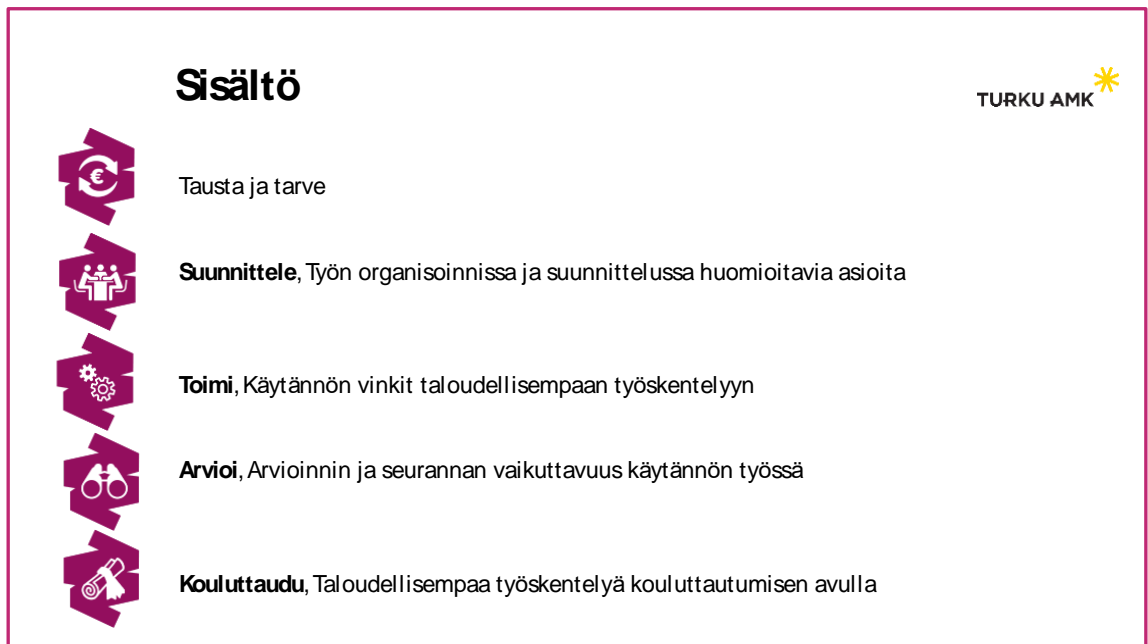 Sisältö
TURKU AMK
€
Tausta ja tarve
Suunnittele, Työn organisoinnissa ja suunnittelussa huomioitavia asioita
Toimi, Käytännön vinkit taloudellisempaan työskentelyyn
Arvioi, Arvioinnin ja seurannan vaikuttavuus käytännön työssä
Kouluttaudu, Taloudellisempaa työskentelyä kouluttautumisen avulla